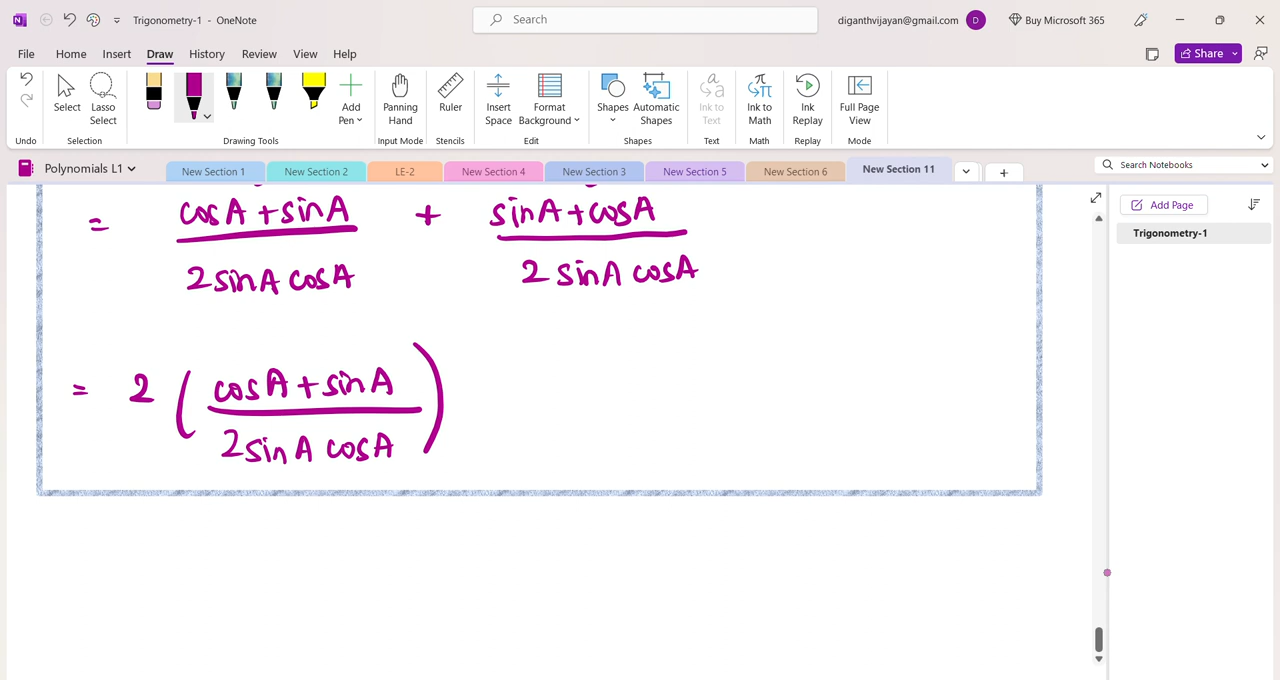 Trigonometry-1 - OneNote
Search
diganthvijayan@gmail.com
D
Buy Microsoft 365
File Home Insert Draw History Review View Help
Share
Undo
Select
Lasso Select
Add Pen
Panning Hand
Ruler
Insert Space
Format Background
Shapes
Automatic Shapes
Ink to Text
Ink to Math
Ink Replay
Full Page View
Undo Selection Drawing Tools Input Mode Stencils Edit Shapes Text Math Replay Mode
Polynomials L1
New Section 1 New Section 2 LE-2 New Section 4 New Section 3 New Section 5 New Section 6 New Section 11 +
Search Notebooks
Add Page
Trigonometry-1
= cosA + sinA + sinA + cosA
2 sinA cosA 2 sinA cosA
= 2 ( cosA + sinA )
2 sinA cosA